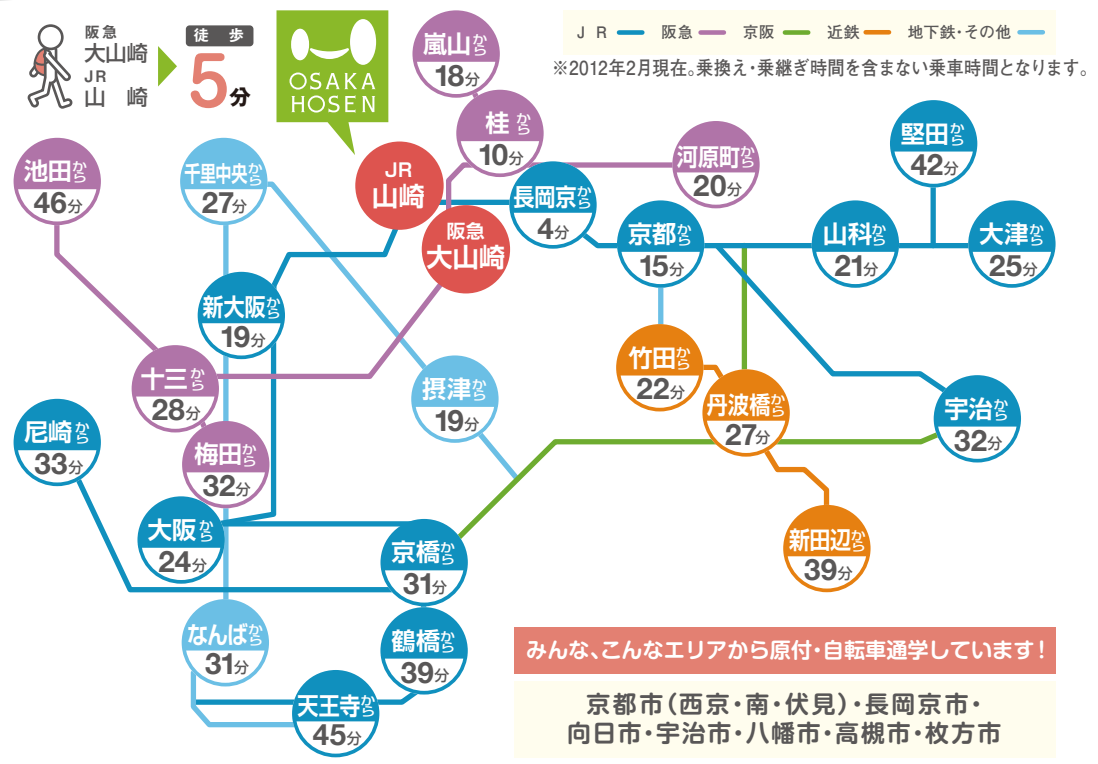 阪急
大山崎
JR
山崎
徒歩
5分
OSAKA
HOSEN
JR 阪急 京阪 近鉄 地下鉄・その他
※2012年2月現在。乗換え・乗継ぎ時間を含まない乗車時間となります。
嵐山から
18分
桂から
10分
河原町から
20分
堅田から
42分
池田から
46分
千里中央から
27分
JR
山崎
長岡京から
4分
阪急
大山崎
京都から
15分
山科から
21分
大津から
25分
新大阪から
19分
十三から
28分
摂津から
19分
竹田から
22分
丹波橋から
27分
宇治から
32分
尼崎から
33分
梅田から
32分
大阪から
24分
京橋から
31分
新田辺から
39分
なんばから
31分
鶴橋から
39分
天王寺から
45分
みんな、こんなエリアから原付・自転車通学しています!
京都市(西京・南・伏見)・長岡京市・
向日市・宇治市・八幡市・高槻市・枚方市